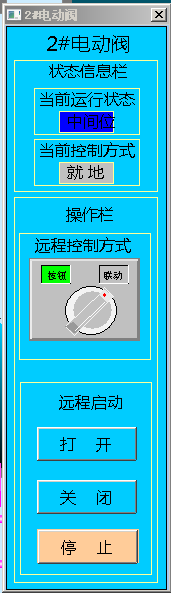 2#电动阀
2#电动阀
状态信息栏
当前运行状态
中间位
当前控制方式
就 地
操作栏
远程控制方式
按钮 联动
远程启动
打 开
关 闭
停 止